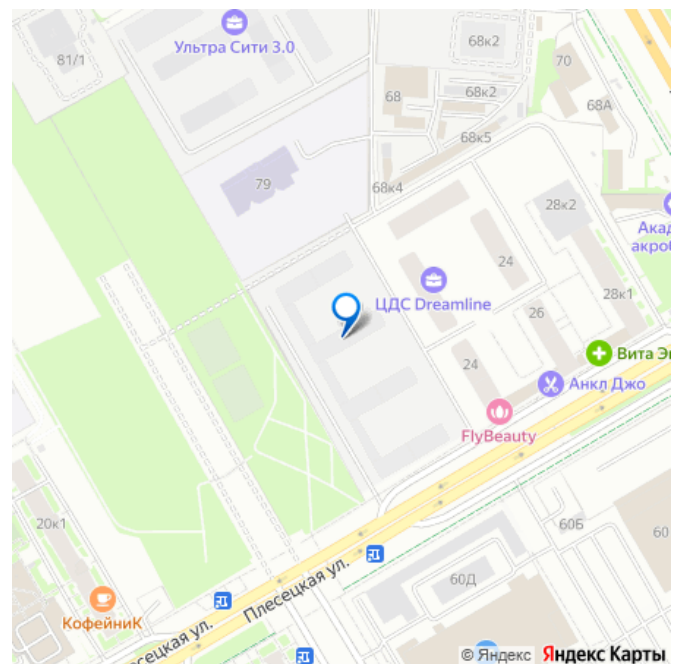 Ультра Сити 3.0
81/1
68к2
70
68
68к2
68А
68к5
79
68к4
28к2
Акад
акроб
24
ЦДС Dreamline
28к1
26
24
Вита Эк
Анкл Джо
FlyBeauty
20к1
60Б
60
Плесецкая ул.
60Д
КофейниК
есецкая ул.
© Яндекс Яндекс Карты